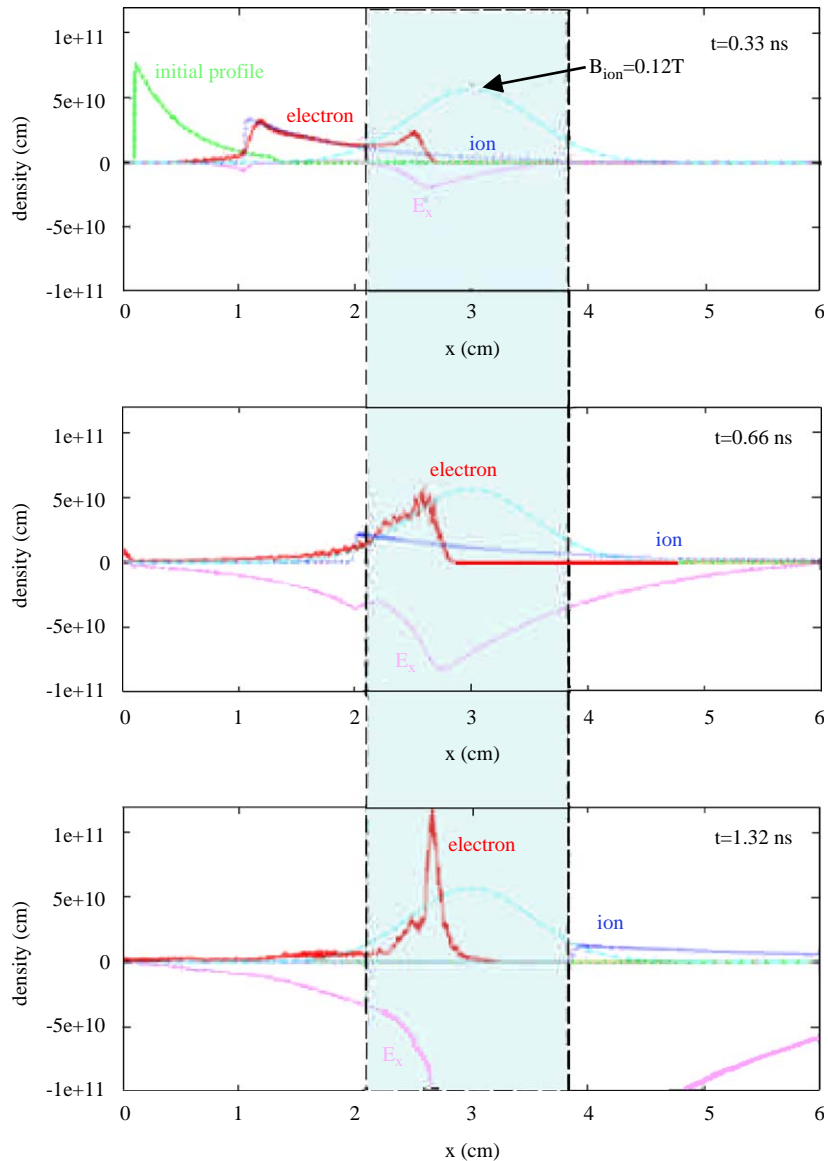 1e+11
t=0.33 ns
initial profile
B_ion=0.12T
5e+10
electron
ion
density (cm)
0
E_x
-5e+10
-1e+11
0 1 2 3 4 5 6
x (cm)
1e+11
t=0.66 ns
electron
5e+10
ion
density (cm)
0
-5e+10
E_x
-1e+11
0 1 2 3 4 5 6
x (cm)
1e+11
t=1.32 ns
electron
5e+10
ion
density (cm)
0
-5e+10
E_x
-1e+11
0 1 2 3 4 5 6
x (cm)